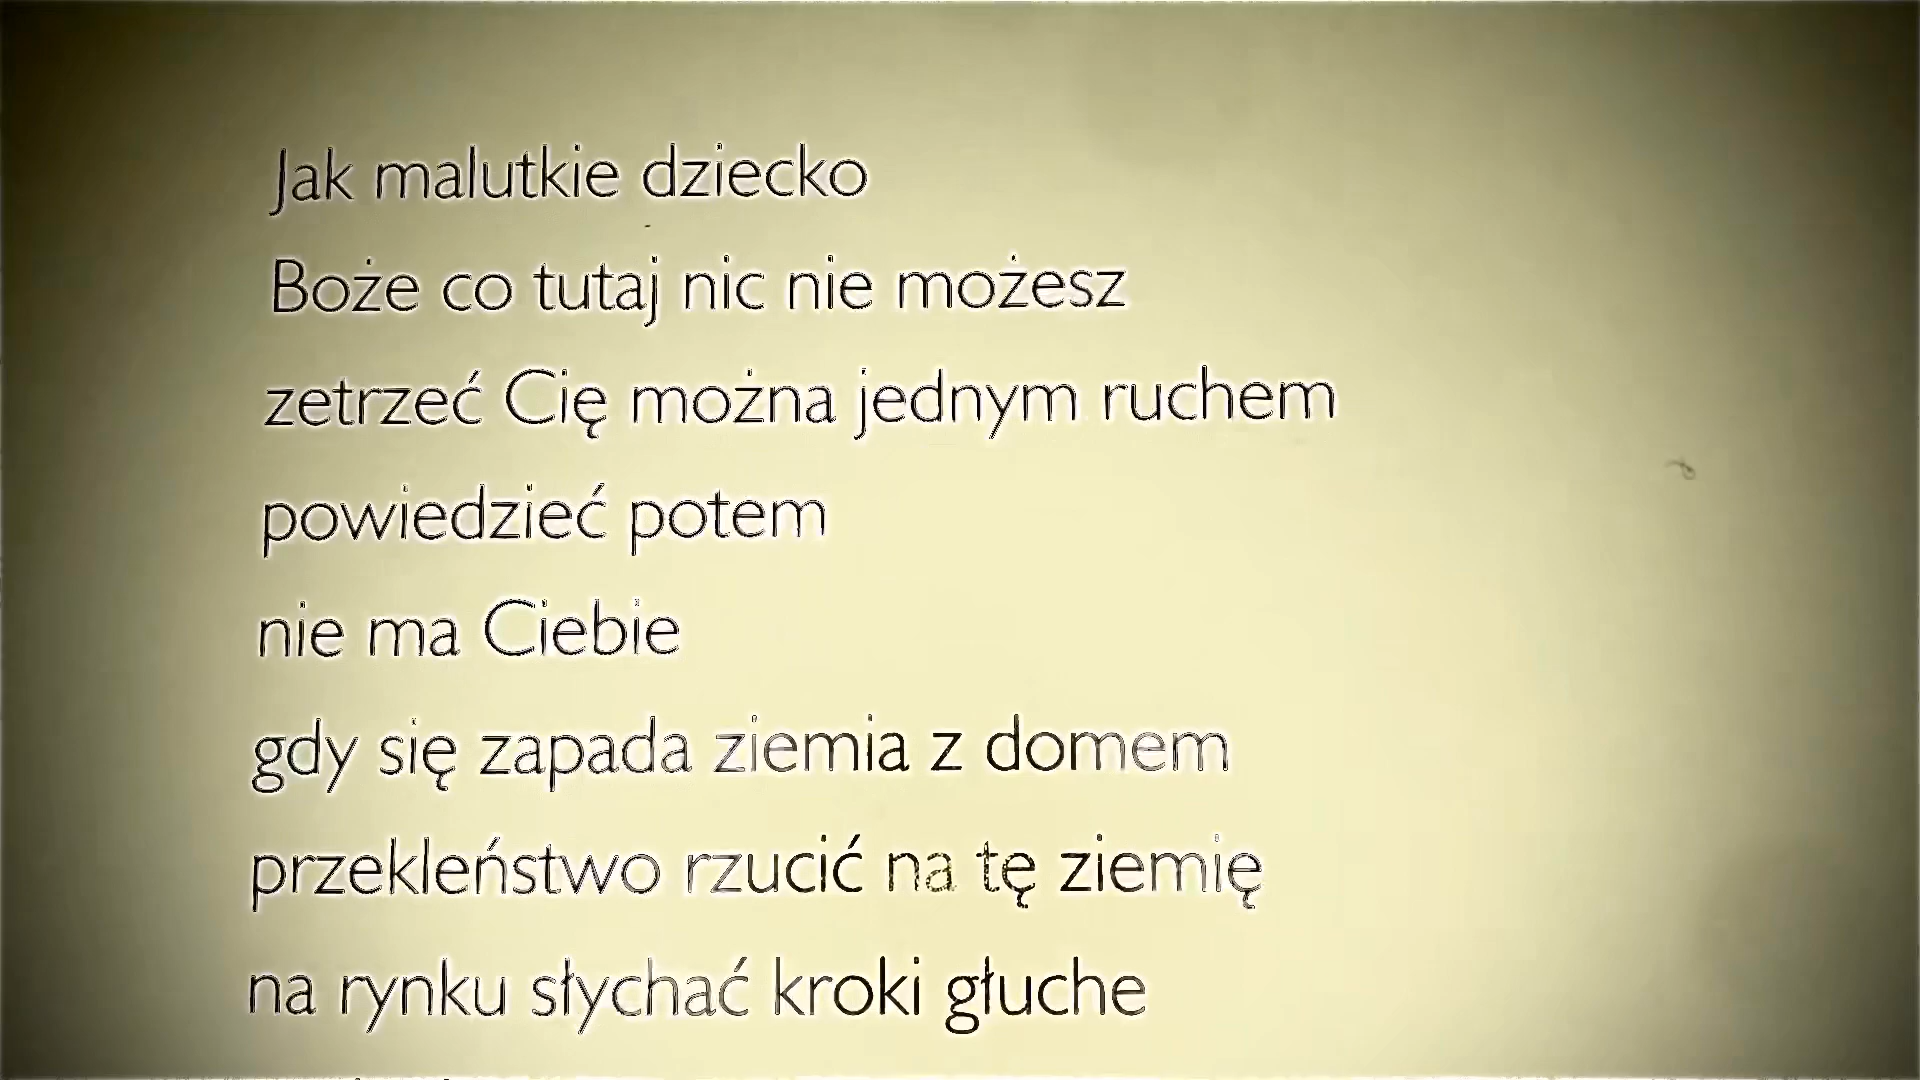 Jak malutkie dziecko
Boże co tutaj nic nie możesz
zetrzeć Cię można jednym ruchem
powiedzieć potem
nie ma Ciebie
gdy się zapada ziemia z domem
przekleństwo rzucić na tę ziemię
na rynku słychać kroki głuche